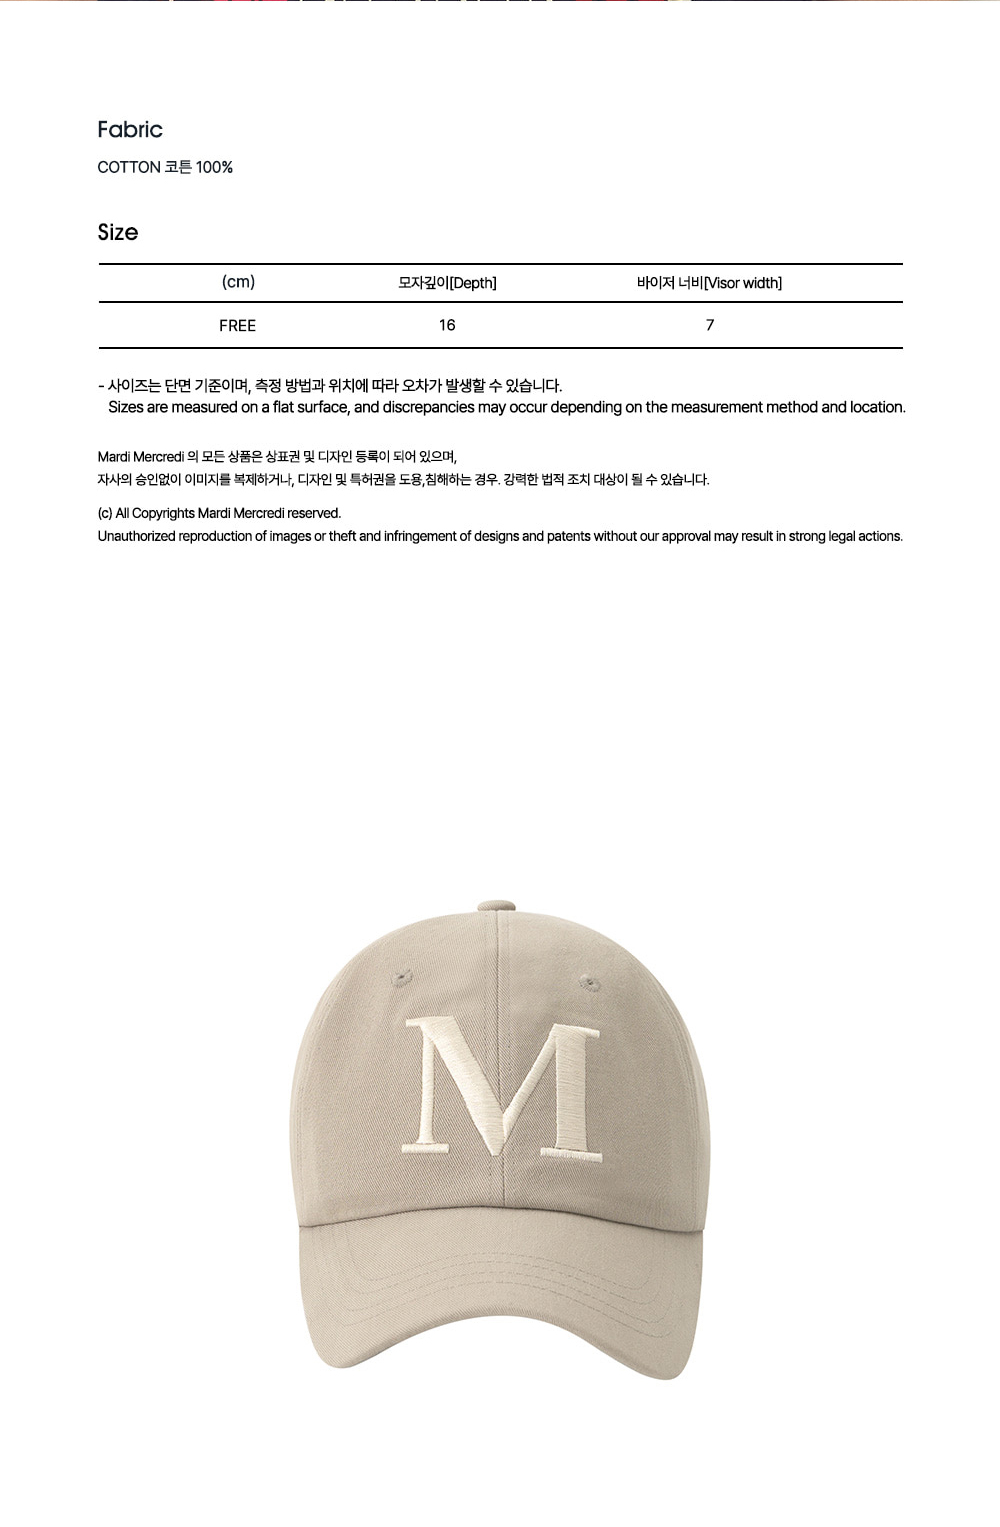 Fabric
COTTON 코튼 100%
Size
(cm) 모자깊이[Depth] 바이저 너비[Visor width]
FREE 16 7
- 사이즈는 단면 기준이며, 측정 방법과 위치에 따라 오차가 발생할 수 있습니다.
Sizes are measured on a flat surface, and discrepancies may occur depending on the measurement method and location.
Mardi Mercredi 의 모든 상품은 상표권 및 디자인 등록이 되어 있으며,
자사의 승인없이 이미지를 복제하거나, 디자인 및 특허권을 도용,침해하는 경우. 강력한 법적 조치 대상이 될 수 있습니다.
(c) All Copyrights Mardi Mercredi reserved.
Unauthorized reproduction of images or theft and infringement of designs and patents without our approval may result in strong legal actions.
M